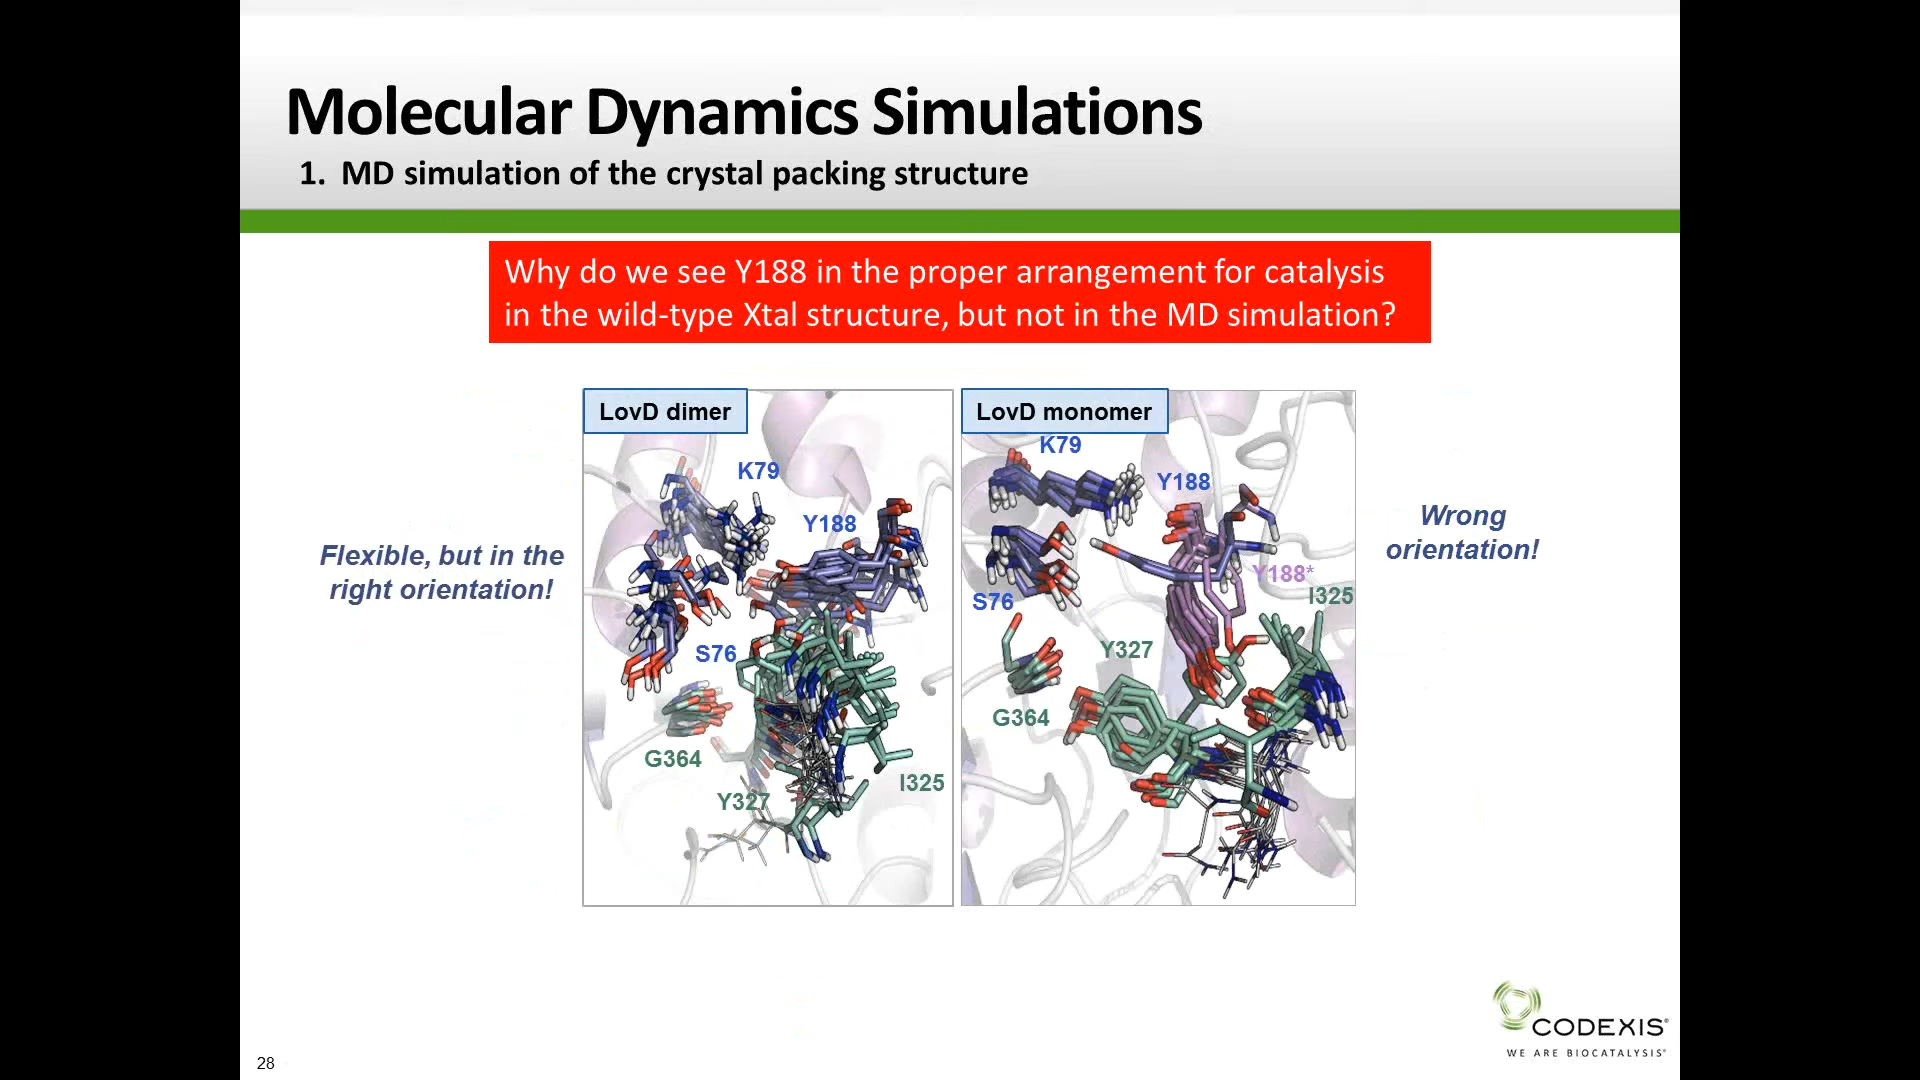 Molecular Dynamics Simulations
1. MD simulation of the crystal packing structure
Why do we see Y188 in the proper arrangement for catalysis
in the wild-type Xtal structure, but not in the MD simulation?
LovD dimer
K79
Y188
S76
G364
Y327
I325
Flexible, but in the
right orientation!
LovD monomer
K79
Y188
Y188*
I325
S76
Y327
G364
Wrong
orientation!
CODEXIS®
WE ARE BIOCATALYSIS®
28